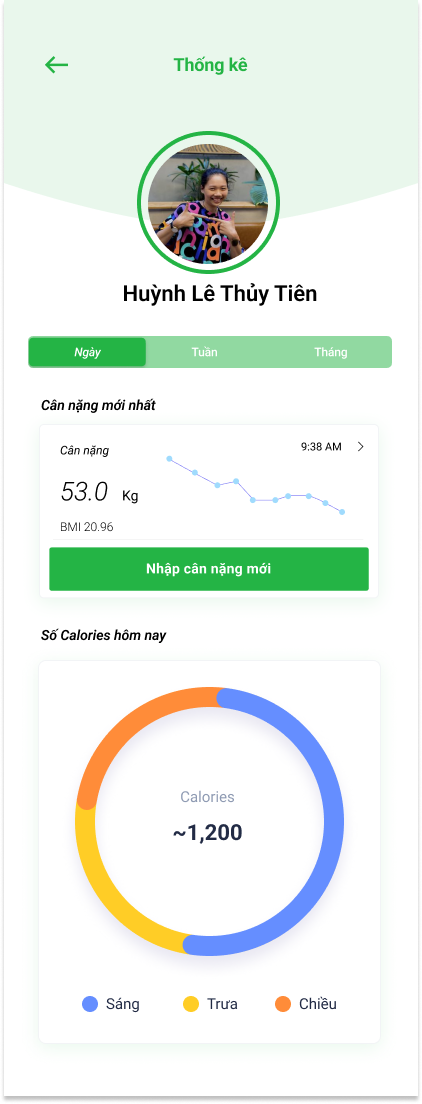 Thống kê
Huỳnh Lê Thủy Tiên
Ngày Tuần Tháng
Cân nặng mới nhất
Cân nặng 9:38 AM
53.0 Kg
BMI 20.96
Nhập cân nặng mới
Số Calories hôm nay
Calories
~1,200
Sáng Trưa Chiều